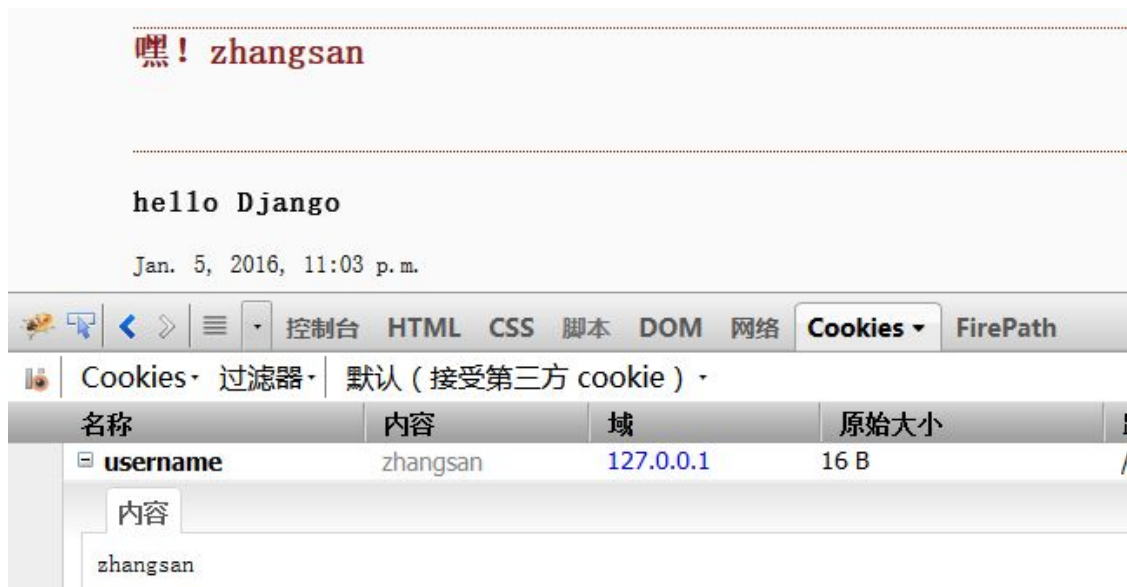 嘿！zhangsan
hello Django
Jan. 5, 2016, 11:03 p.m.
控制台 HTML CSS 脚本 DOM 网络 Cookies FirePath
Cookies 过滤器 默认 ( 接受第三方 cookie )
名称 内容 域 原始大小
username zhangsan 127.0.0.1 16 B /
内容
zhangsan